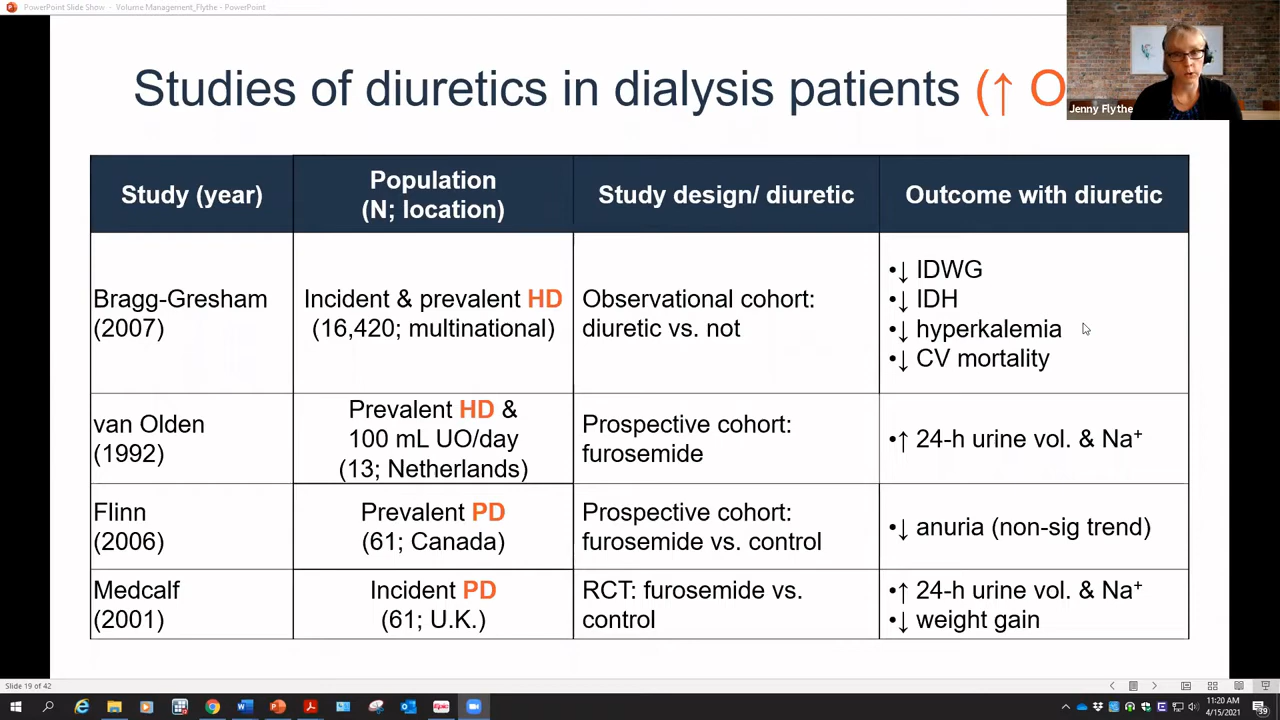 PowerPoint Slide Show - Volume Management_Flythe - PowerPoint
Studies of diuretics in dialysis patients (↑ O
Jenny Flythe
Study (year)
Population
(N; location)
Study design/ diuretic
Outcome with diuretic
Bragg-Gresham
(2007)
Incident & prevalent HD
(16,420; multinational)
Observational cohort:
diuretic vs. not
•↓ IDWG
•↓ IDH
•↓ hyperkalemia
•↓ CV mortality
van Olden
(1992)
Prevalent HD &
100 mL UO/day
(13; Netherlands)
Prospective cohort:
furosemide
•↑ 24-h urine vol. & Na⁺
Flinn
(2006)
Prevalent PD
(61; Canada)
Prospective cohort:
furosemide vs. control
•↓ anuria (non-sig trend)
Medcalf
(2001)
Incident PD
(61; U.K.)
RCT: furosemide vs.
control
•↑ 24-h urine vol. & Na⁺
•↓ weight gain
Slide 19 of 42
11:20 AM
4/15/2021
39